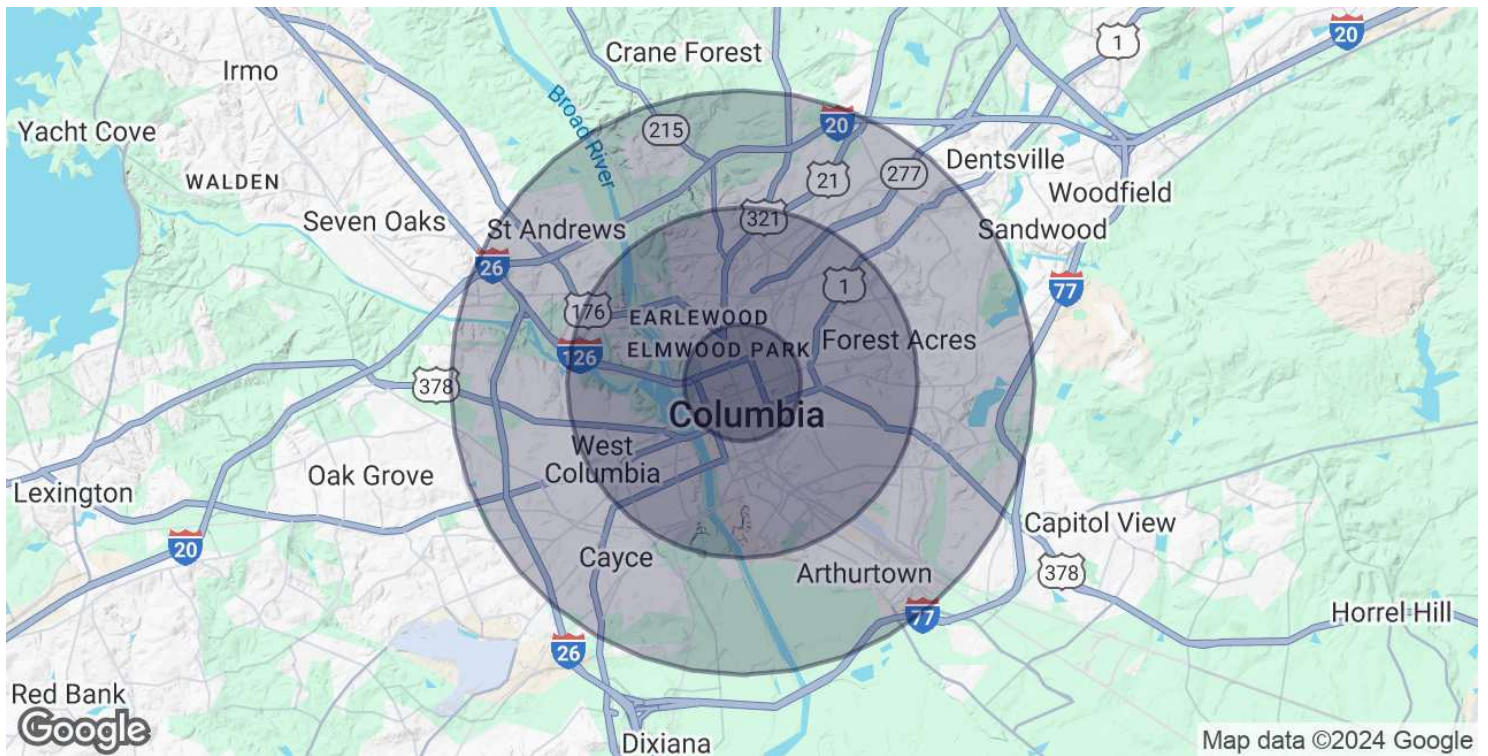 Crane Forest
1
20
Irmo
Broad River
Yacht Cove
215
20
Dentsville
WALDEN
21
277
Woodfield
Seven Oaks
St Andrews
321
Sandwood
26
1
77
176
EARLEWOOD
ELMWOOD PARK
Forest Acres
126
378
Columbia
West
Columbia
Oak Grove
Lexington
Capitol View
20
Cayce
Arthurtown
378
77
Horrel Hill
26
Red Bank
Google
Dixiana
Map data ©2024 Google